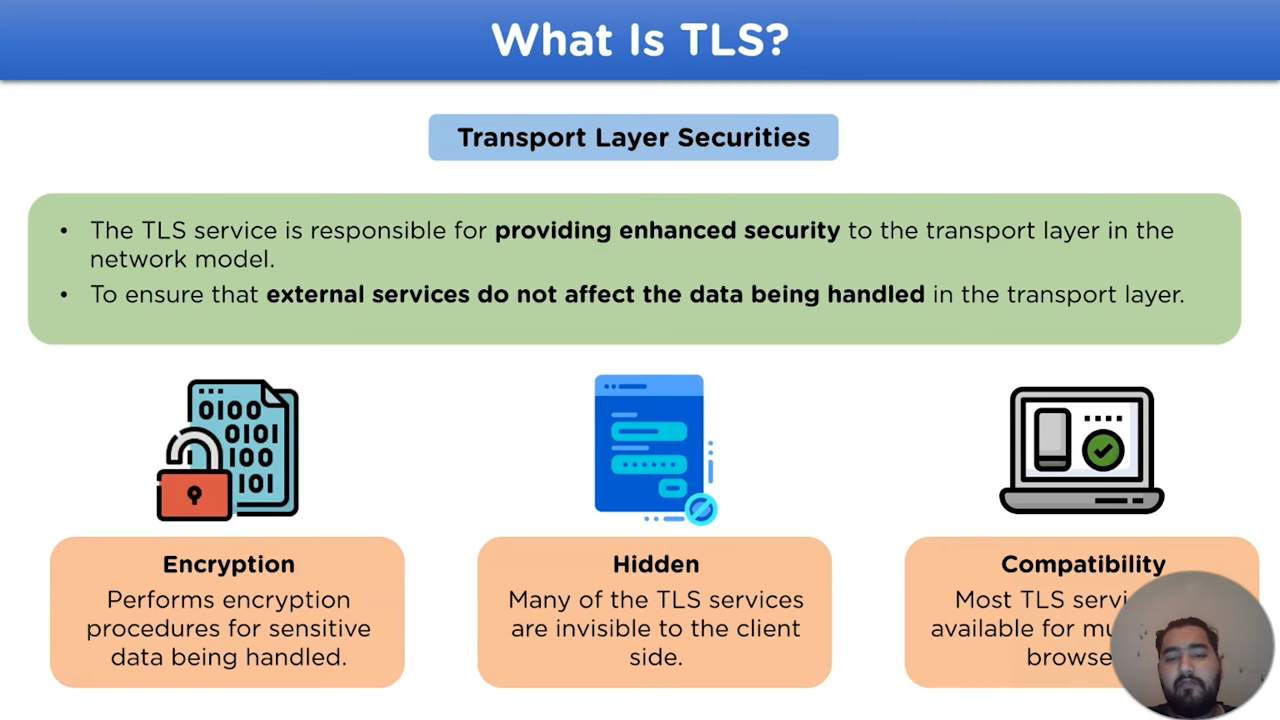 What Is TLS?
Transport Layer Securities
• The TLS service is responsible for providing enhanced security to the transport layer in the
network model.
• To ensure that external services do not affect the data being handled in the transport layer.
0100
0101
100
101
Encryption
Performs encryption
procedures for sensitive
data being handled.
Hidden
Many of the TLS services
are invisible to the client
side.
Compatibility
Most TLS
available for